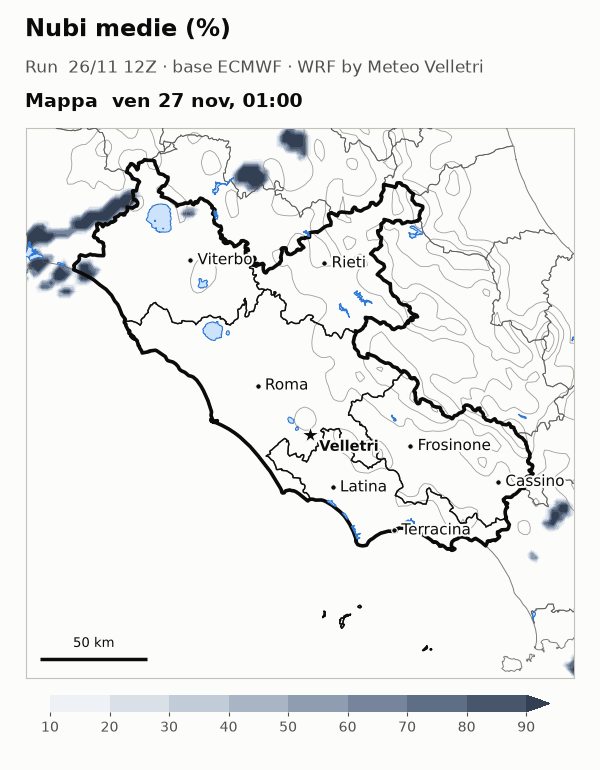 Nubi medie (%)
Run  26/11 12Z · base ECMWF · WRF by Meteo Velletri
Mappa  ven 27 nov, 01:00
Viterbo
Rieti
Roma
Velletri
Frosinone
Latina
Cassino
Terracina
50 km
10 20 30 40 50 60 70 80 90